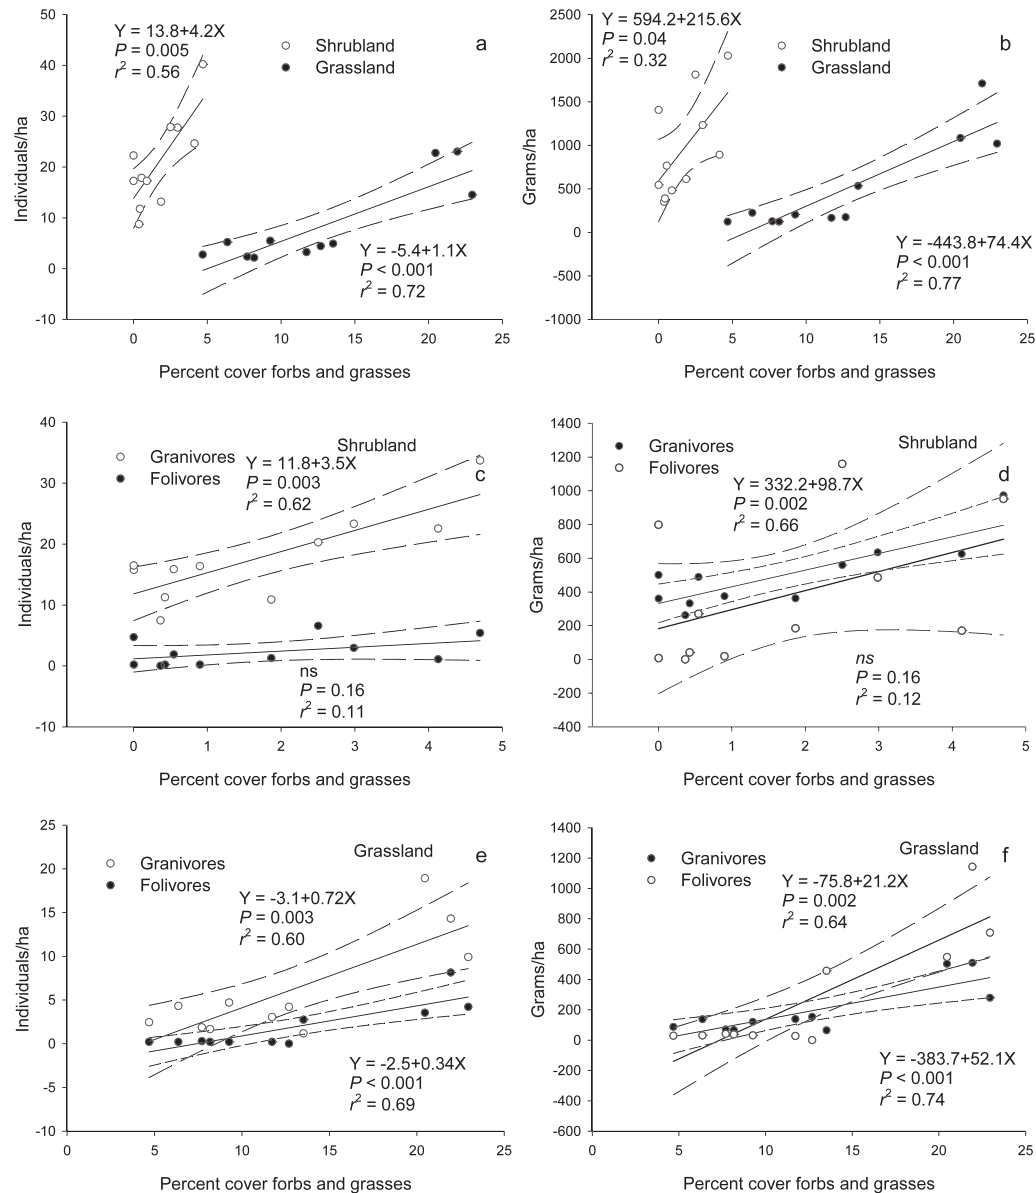 Y = 13.8+4.2X
P = 0.005
r² = 0.56
Shrubland
Grassland
a
50
40
30
20
10
0
-10
Individuals/ha
Y = -5.4+1.1X
P < 0.001
r² = 0.72
0 5 10 15 20 25
Percent cover forbs and grasses
Y = 594.2+215.6X
P = 0.04
r² = 0.32
Shrubland
Grassland
b
2500
2000
1500
1000
500
0
-500
-1000
Grams/ha
Y = -443.8+74.4X
P < 0.001
r² = 0.77
0 5 10 15 20 25
Percent cover forbs and grasses
Shrubland
Granivores
Folivores
Y = 11.8+3.5X
P = 0.003
r² = 0.62
c
40
30
20
10
0
-10
Individuals/ha
ns
P = 0.16
r² = 0.11
0 1 2 3 4 5
Percent cover forbs and grasses
Shrubland
Granivores
Folivores
Y = 332.2+98.7X
P = 0.002
r² = 0.66
d
1400
1200
1000
800
600
400
200
0
-200
-400
Grams/ha
ns
P = 0.16
r² = 0.12
0 1 2 3 4 5
Percent cover forbs and grasses
Grassland
e
Granivores
Folivores
Y = -3.1+0.72X
P = 0.003
r² = 0.60
25
20
15
10
5
0
-5
-10
Individuals/ha
Y = -2.5+0.34X
P < 0.001
r² = 0.69
0 5 10 15 20 25
Percent cover forbs and grasses
Grassland
f
Granivores
Folivores
Y = -75.8+21.2X
P = 0.002
r² = 0.64
1400
1200
1000
800
600
400
200
0
-200
-400
-600
Grams/ha
Y = -383.7+52.1X
P < 0.001
r² = 0.74
0 5 10 15 20 25
Percent cover forbs and grasses